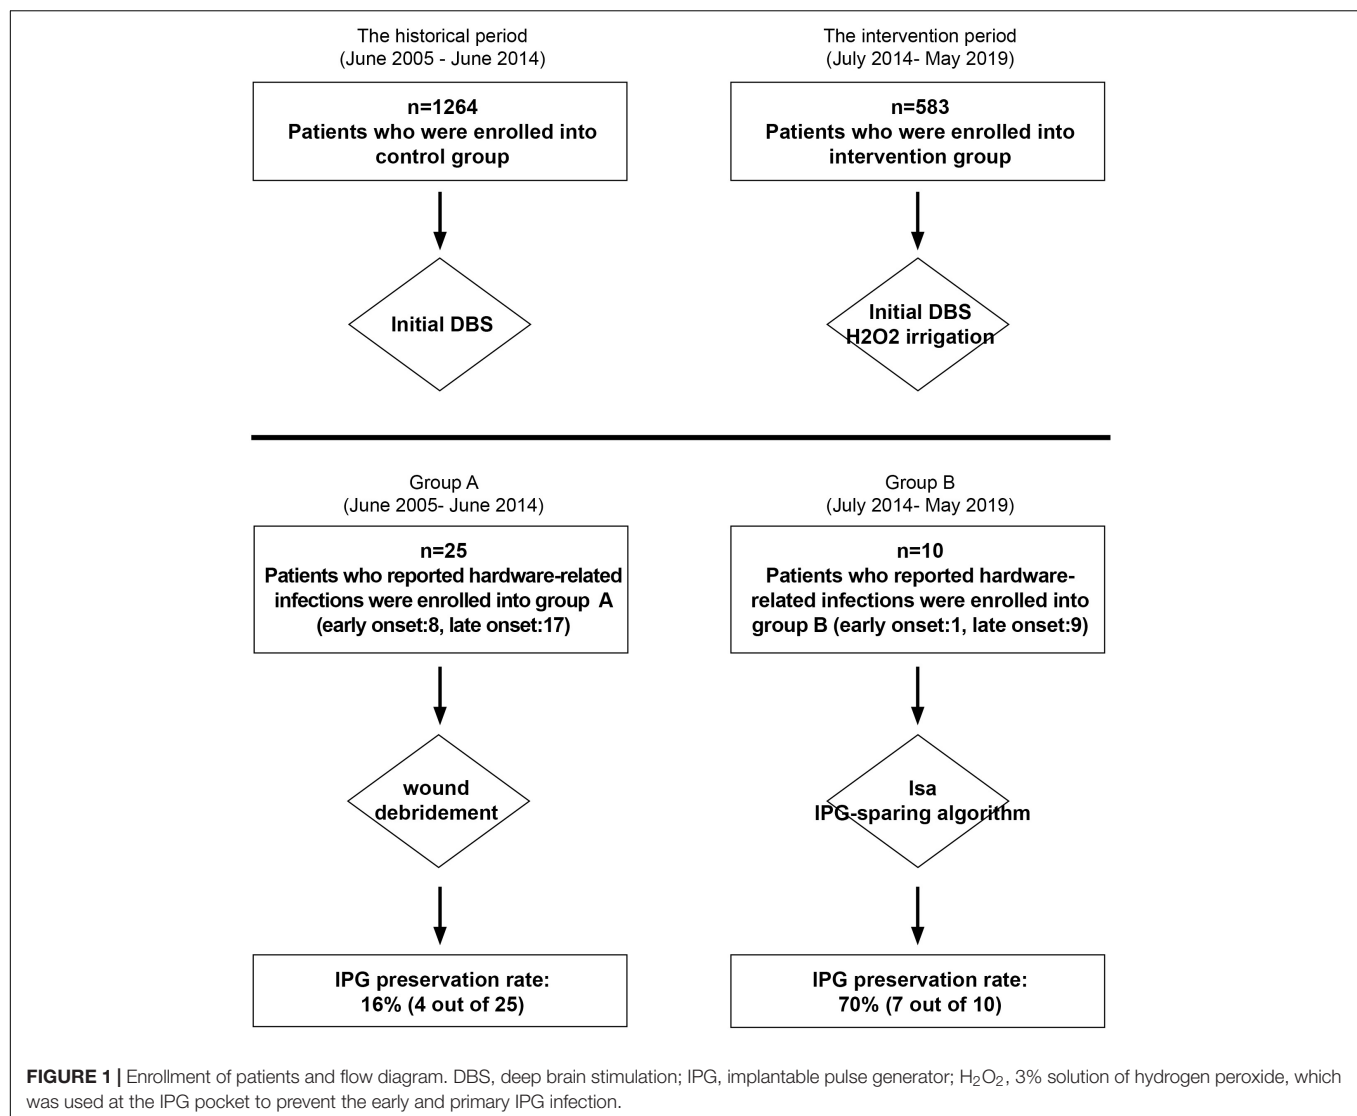 The historical period
(June 2005 - June 2014)
n=1264
Patients who were enrolled into
control group
Initial DBS
The intervention period
(July 2014- May 2019)
n=583
Patients who were enrolled into
intervention group
Initial DBS
H2O2 irrigation
Group A
(June 2005- June 2014)
n=25
Patients who reported hardware-related
infections were enrolled into group A
(early onset:8, late onset:17)
wound
debridement
IPG preservation rate:
16% (4 out of 25)
Group B
(July 2014- May 2019)
n=10
Patients who reported hardware-
related infections were enrolled into
group B (early onset:1, late onset:9)
Isa
IPG-sparing algorithm
IPG preservation rate:
70% (7 out of 10)
FIGURE 1 | Enrollment of patients and flow diagram. DBS, deep brain stimulation; IPG, implantable pulse generator; H₂O₂, 3% solution of hydrogen peroxide, which
was used at the IPG pocket to prevent the early and primary IPG infection.